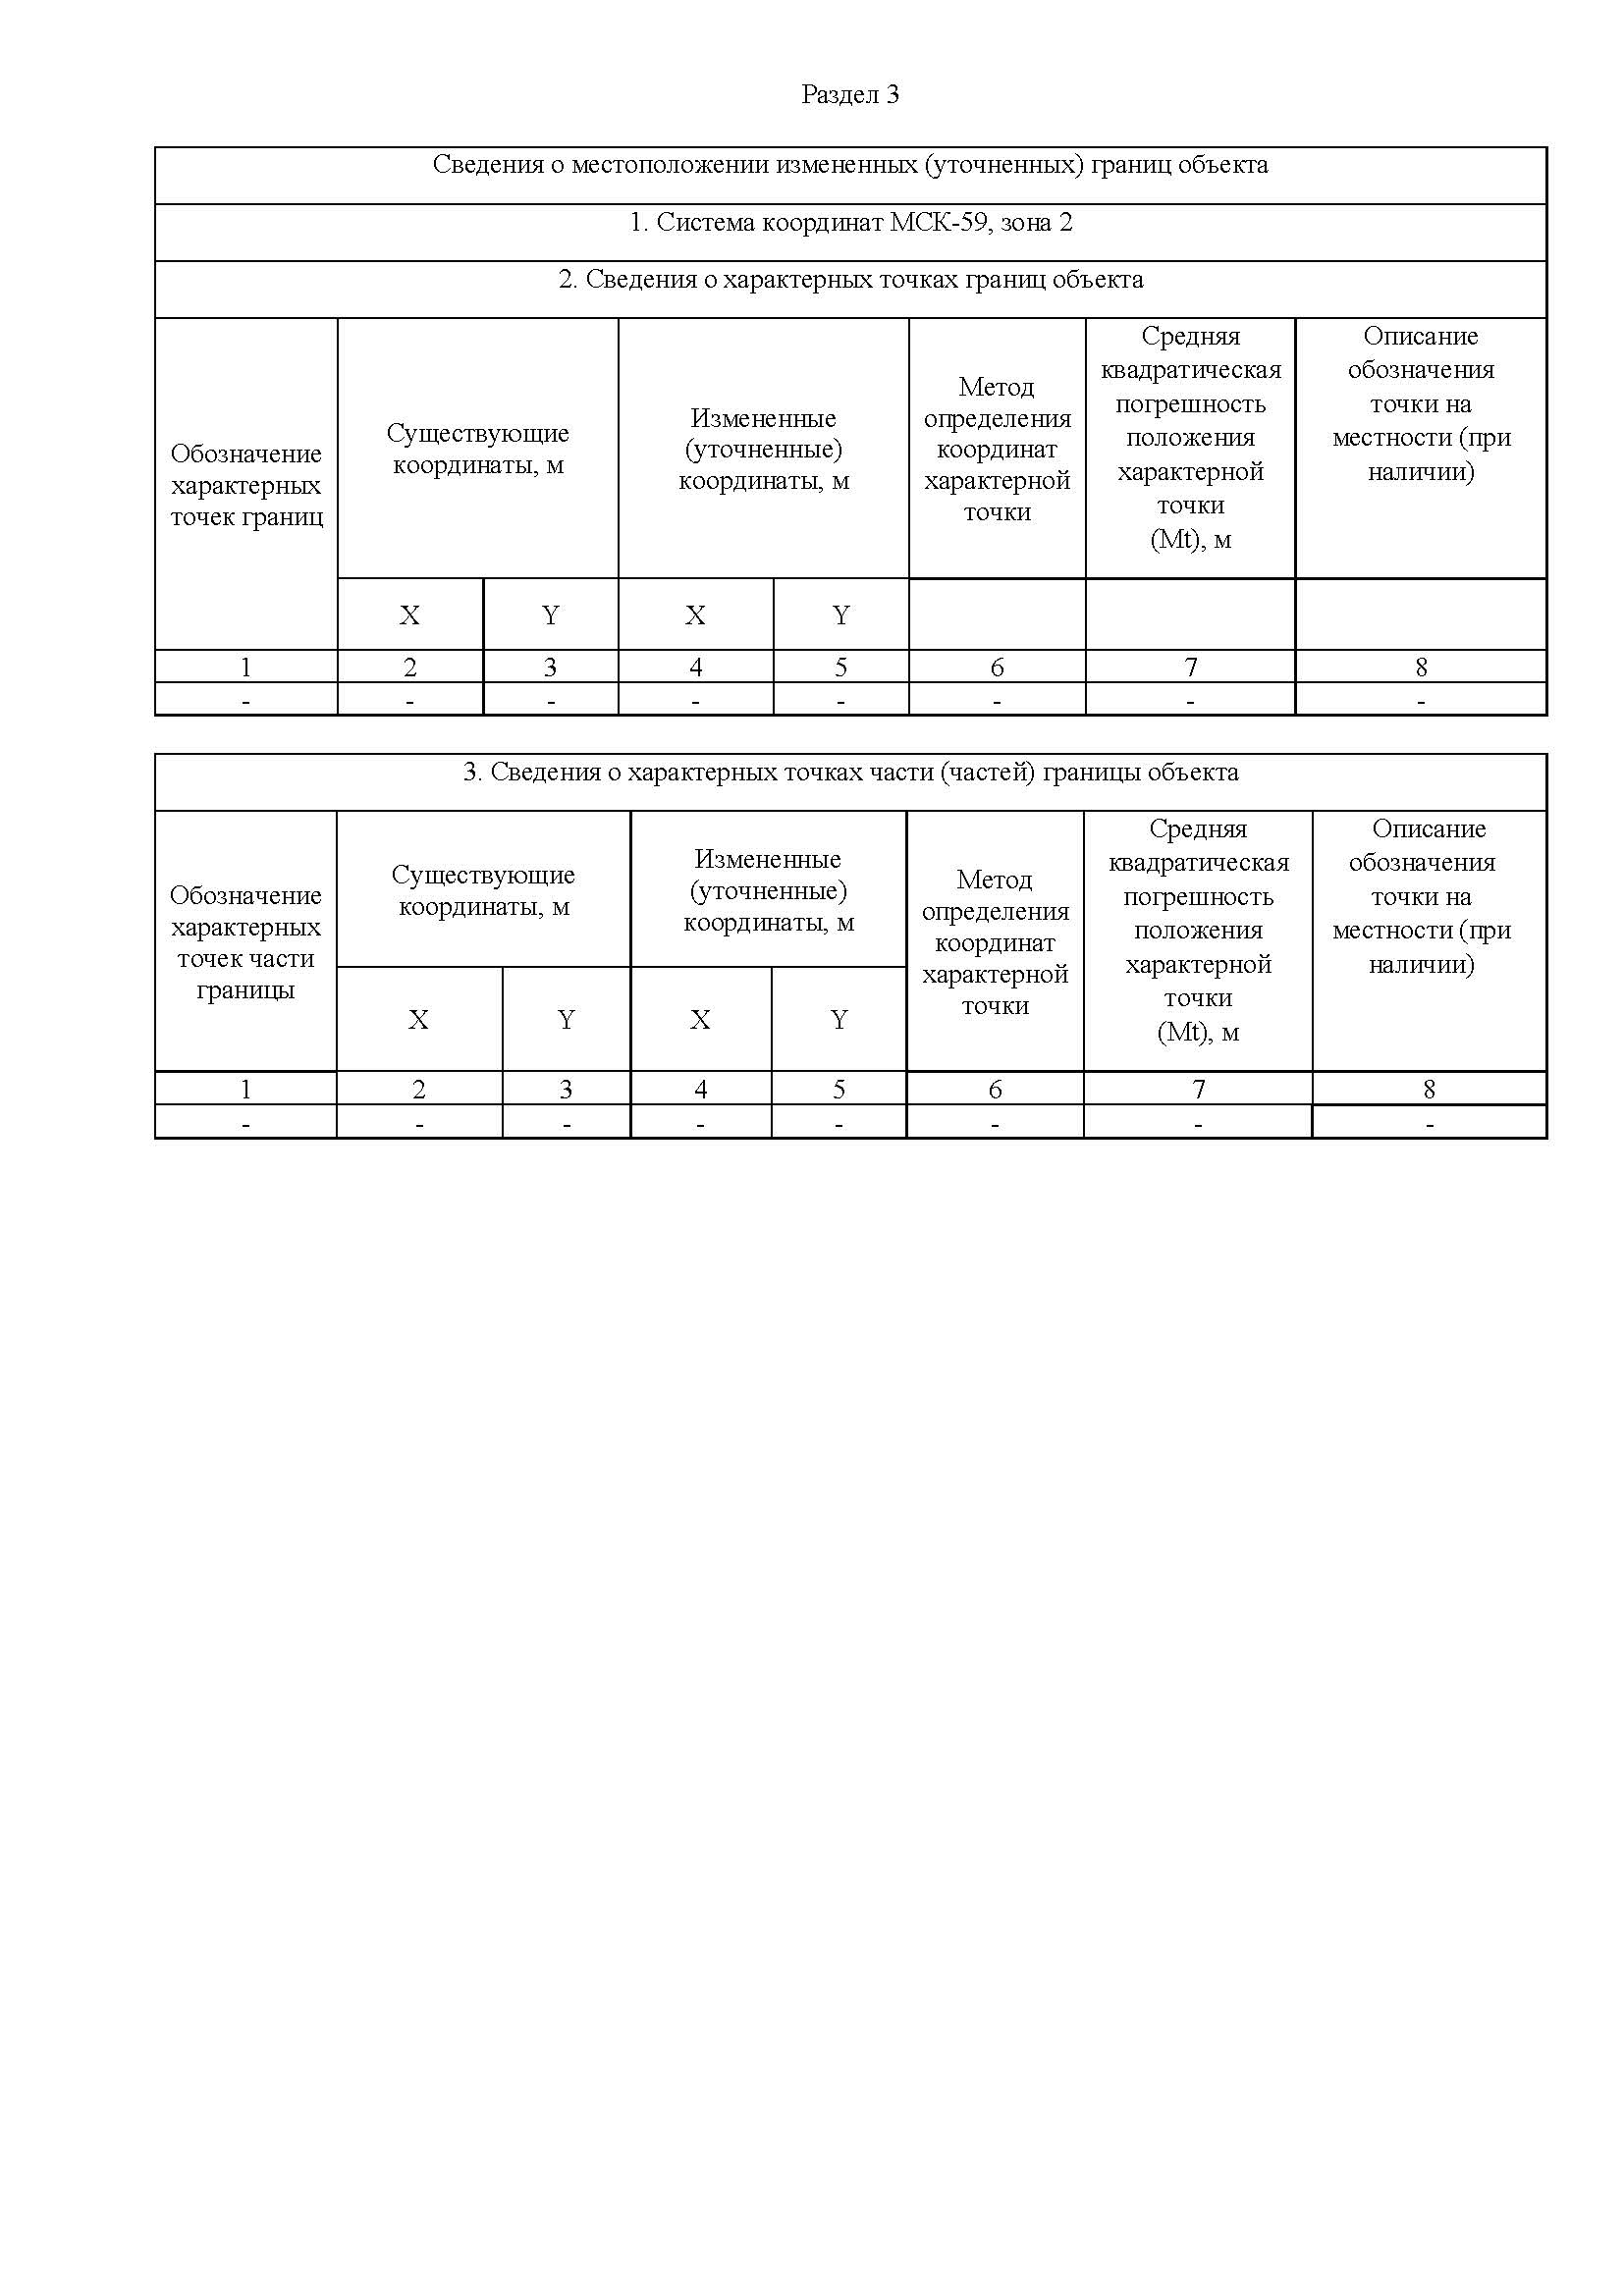 Раздел 3
Сведения о местоположении измененных (уточненных) границ объекта
1. Система координат МСК-59, зона 2
2. Сведения о характерных точках границ объекта
Обозначение
характерных
точек границ
Существующие
координаты, м
Измененные
(уточненные)
координаты, м
Метод
определения
координат
характерной
точки
Средняя
квадратическая
погрешность
положения
характерной
точки
(Mt), м
Описание
обозначения
точки на
местности (при
наличии)
X Y X Y
1 2 3 4 5 6 7 8
- - - - - - - -
3. Сведения о характерных точках части (частей) границы объекта
Обозначение
характерных
точек части
границы
Существующие
координаты, м
Измененные
(уточненные)
координаты, м
Метод
определения
координат
характерной
точки
Средняя
квадратическая
погрешность
положения
характерной
точки
(Mt), м
Описание
обозначения
точки на
местности (при
наличии)
X Y X Y
1 2 3 4 5 6 7 8
- - - - - - - -